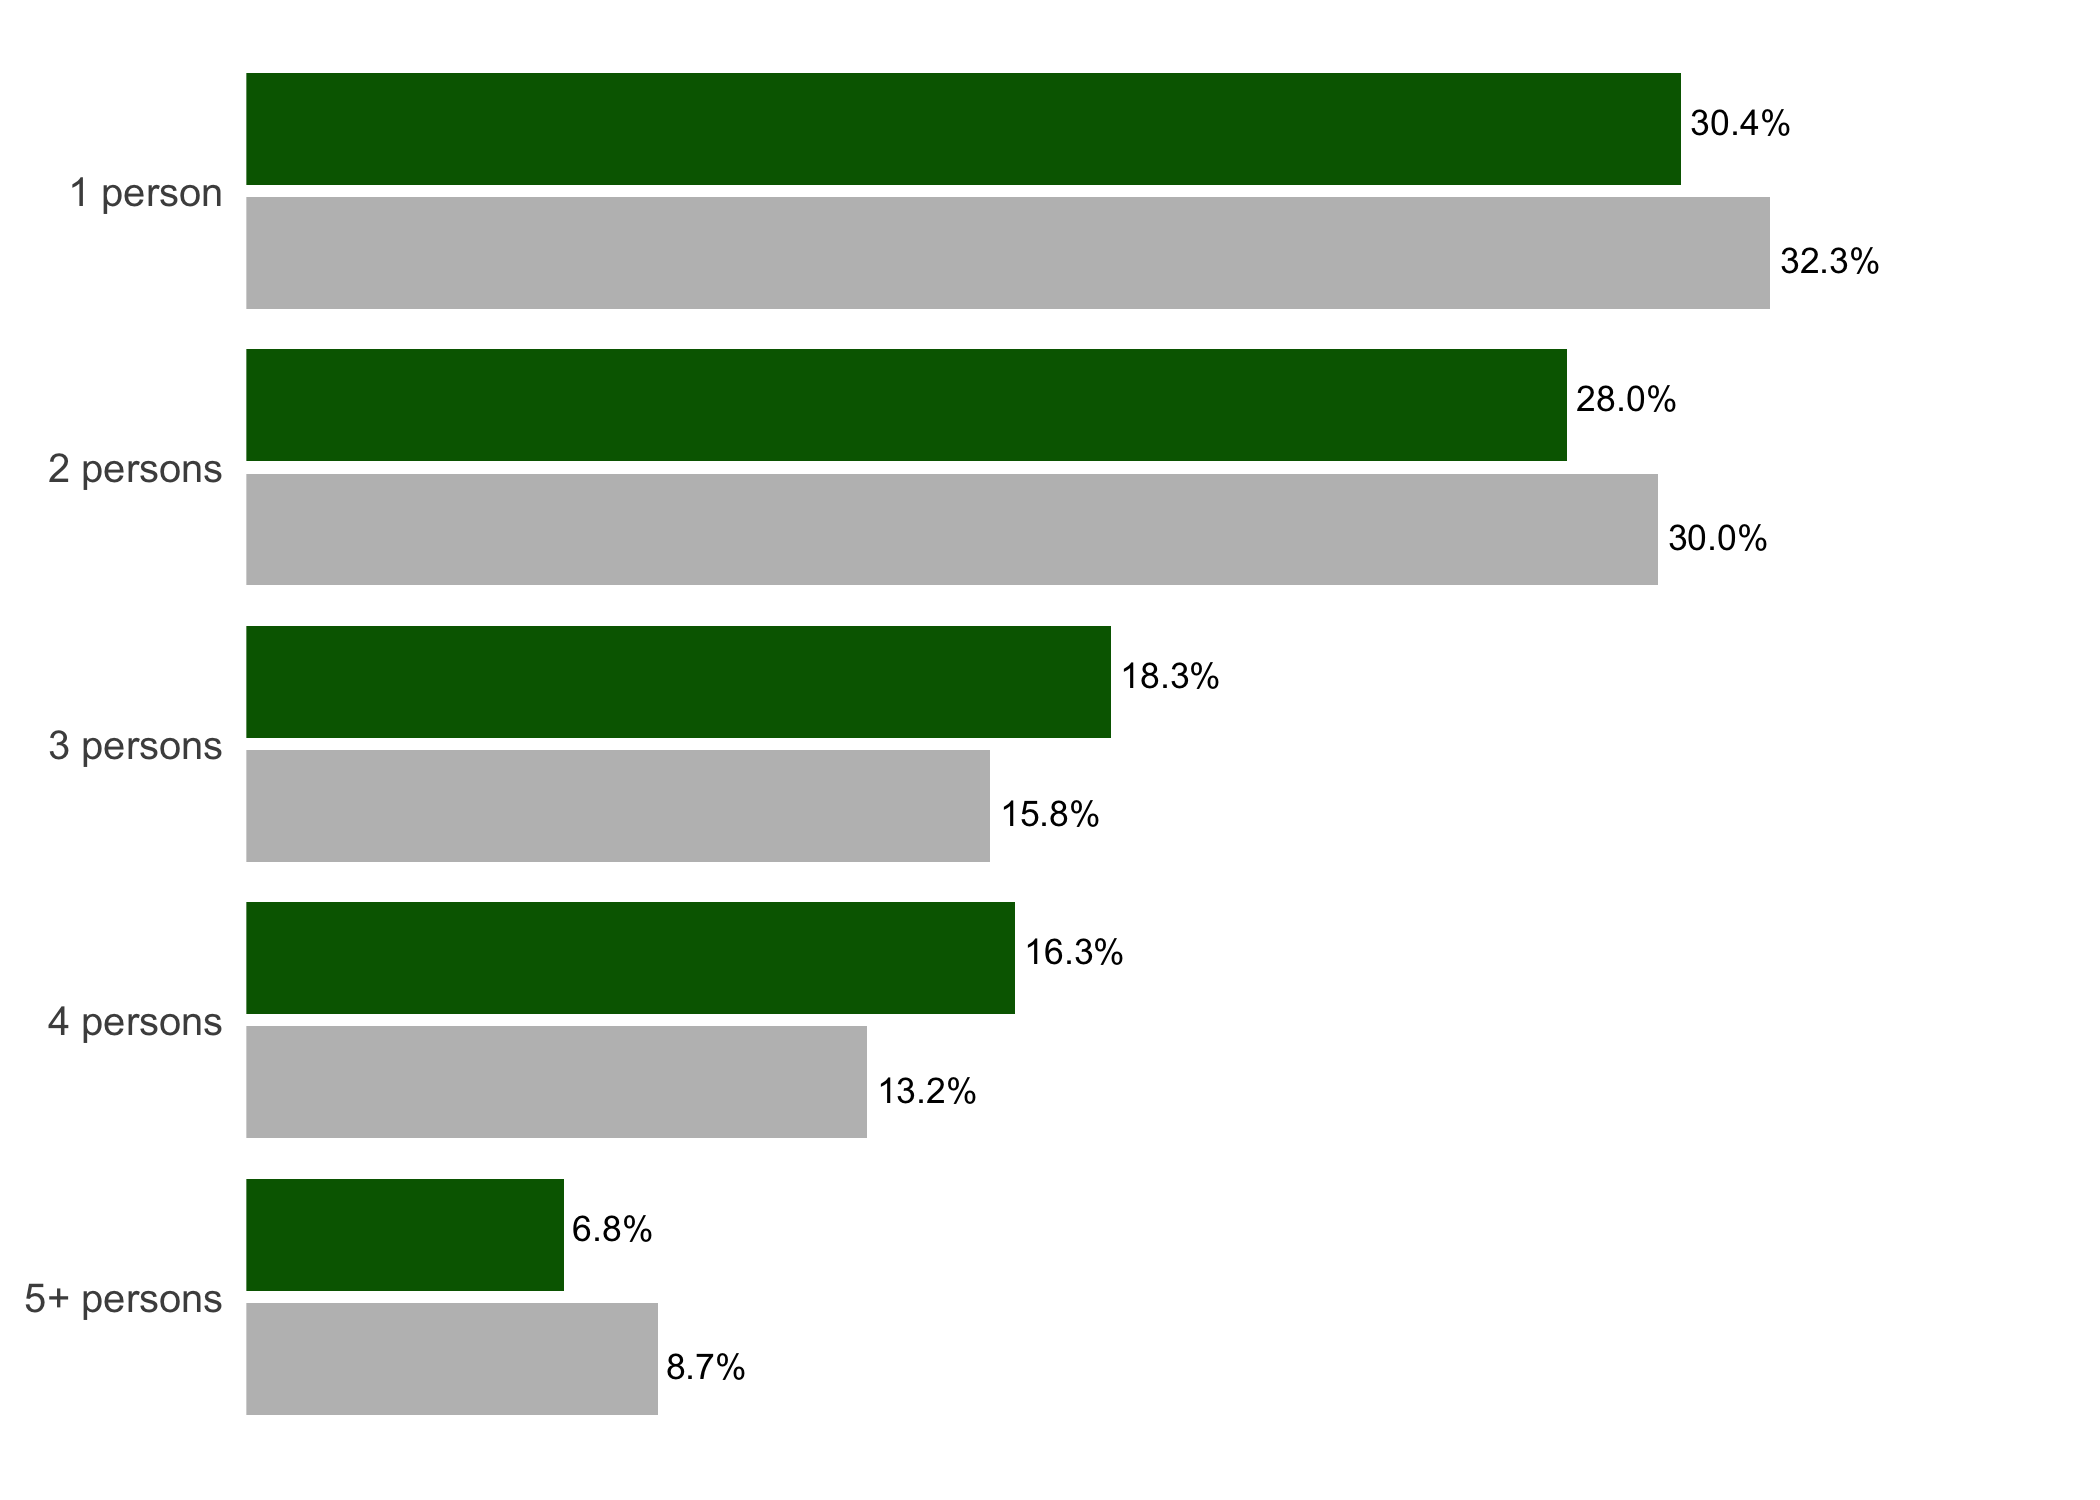 30.4%
1 person
32.3%
28.0%
2 persons
30.0%
18.3%
3 persons
15.8%
16.3%
4 persons
13.2%
6.8%
5+ persons
8.7%